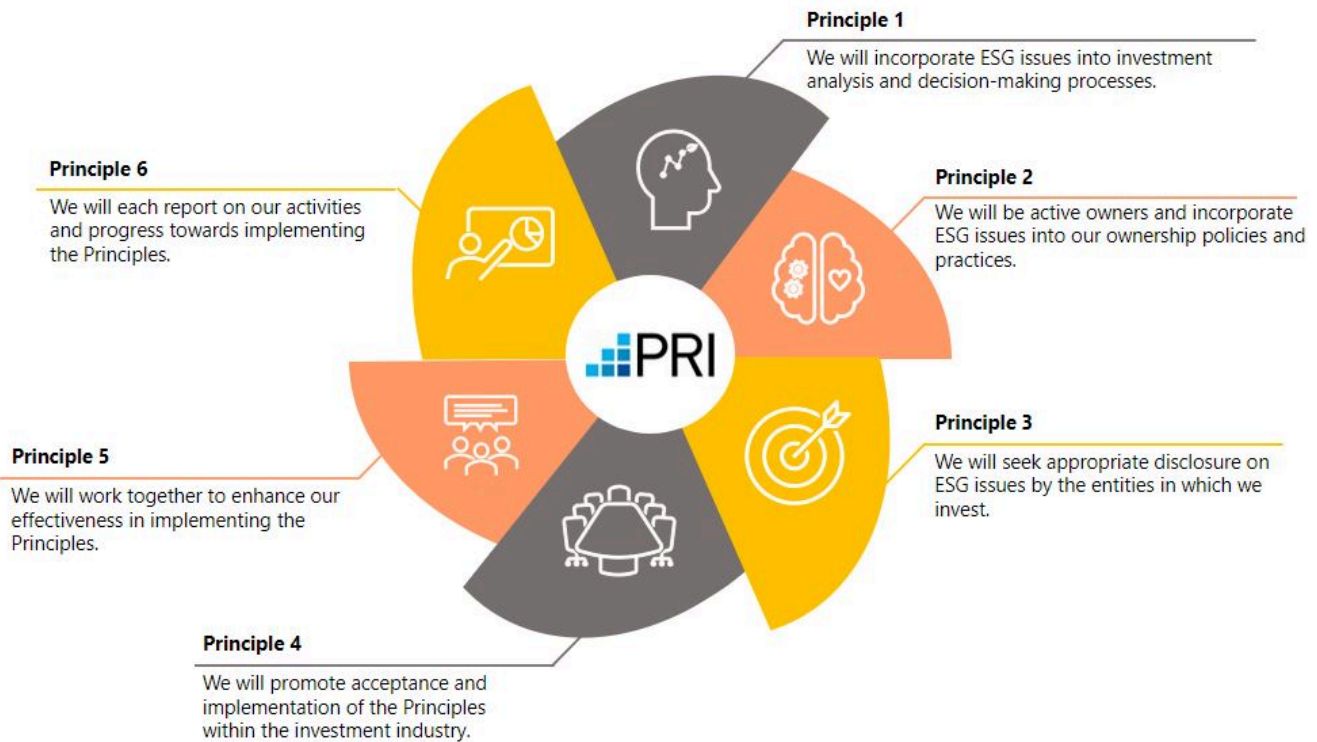 Principle 1
We will incorporate ESG issues into investment
analysis and decision-making processes.
Principle 2
We will be active owners and incorporate
ESG issues into our ownership policies and
practices.
Principle 3
We will seek appropriate disclosure on
ESG issues by the entities in which we
invest.
Principle 4
We will promote acceptance and
implementation of the Principles
within the investment industry.
Principle 5
We will work together to enhance our
effectiveness in implementing the
Principles.
Principle 6
We will each report on our activities
and progress towards implementing
the Principles.
PRI